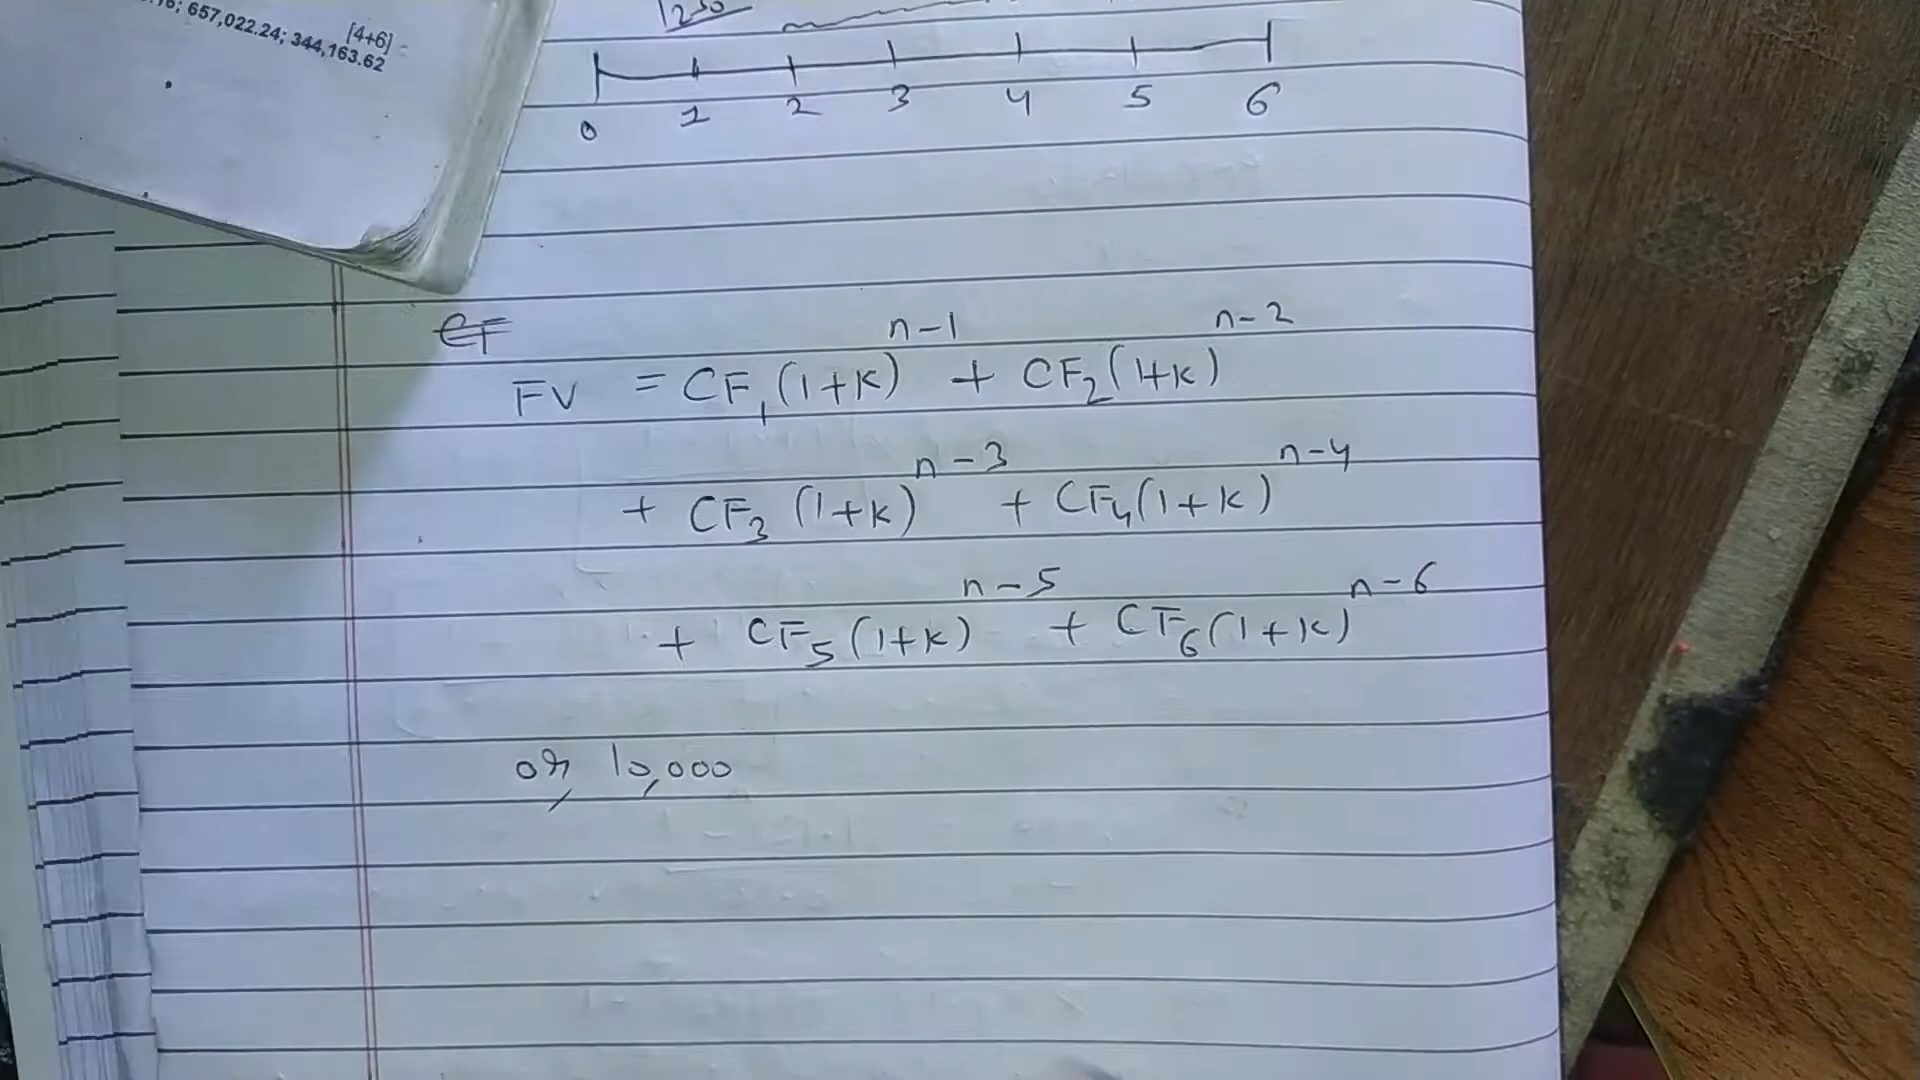 [4+6]
657,022.24; 344,163.62
0 1 2 3 4 5 6
FV = CF₁(1+k)ⁿ⁻¹ + CF₂(1+k)ⁿ⁻²
+ CF₃(1+k)ⁿ⁻³ + CF₄(1+k)ⁿ⁻⁴
+ CF₅(1+k)ⁿ⁻⁵ + CF₆(1+k)ⁿ⁻⁶
or, 10,000